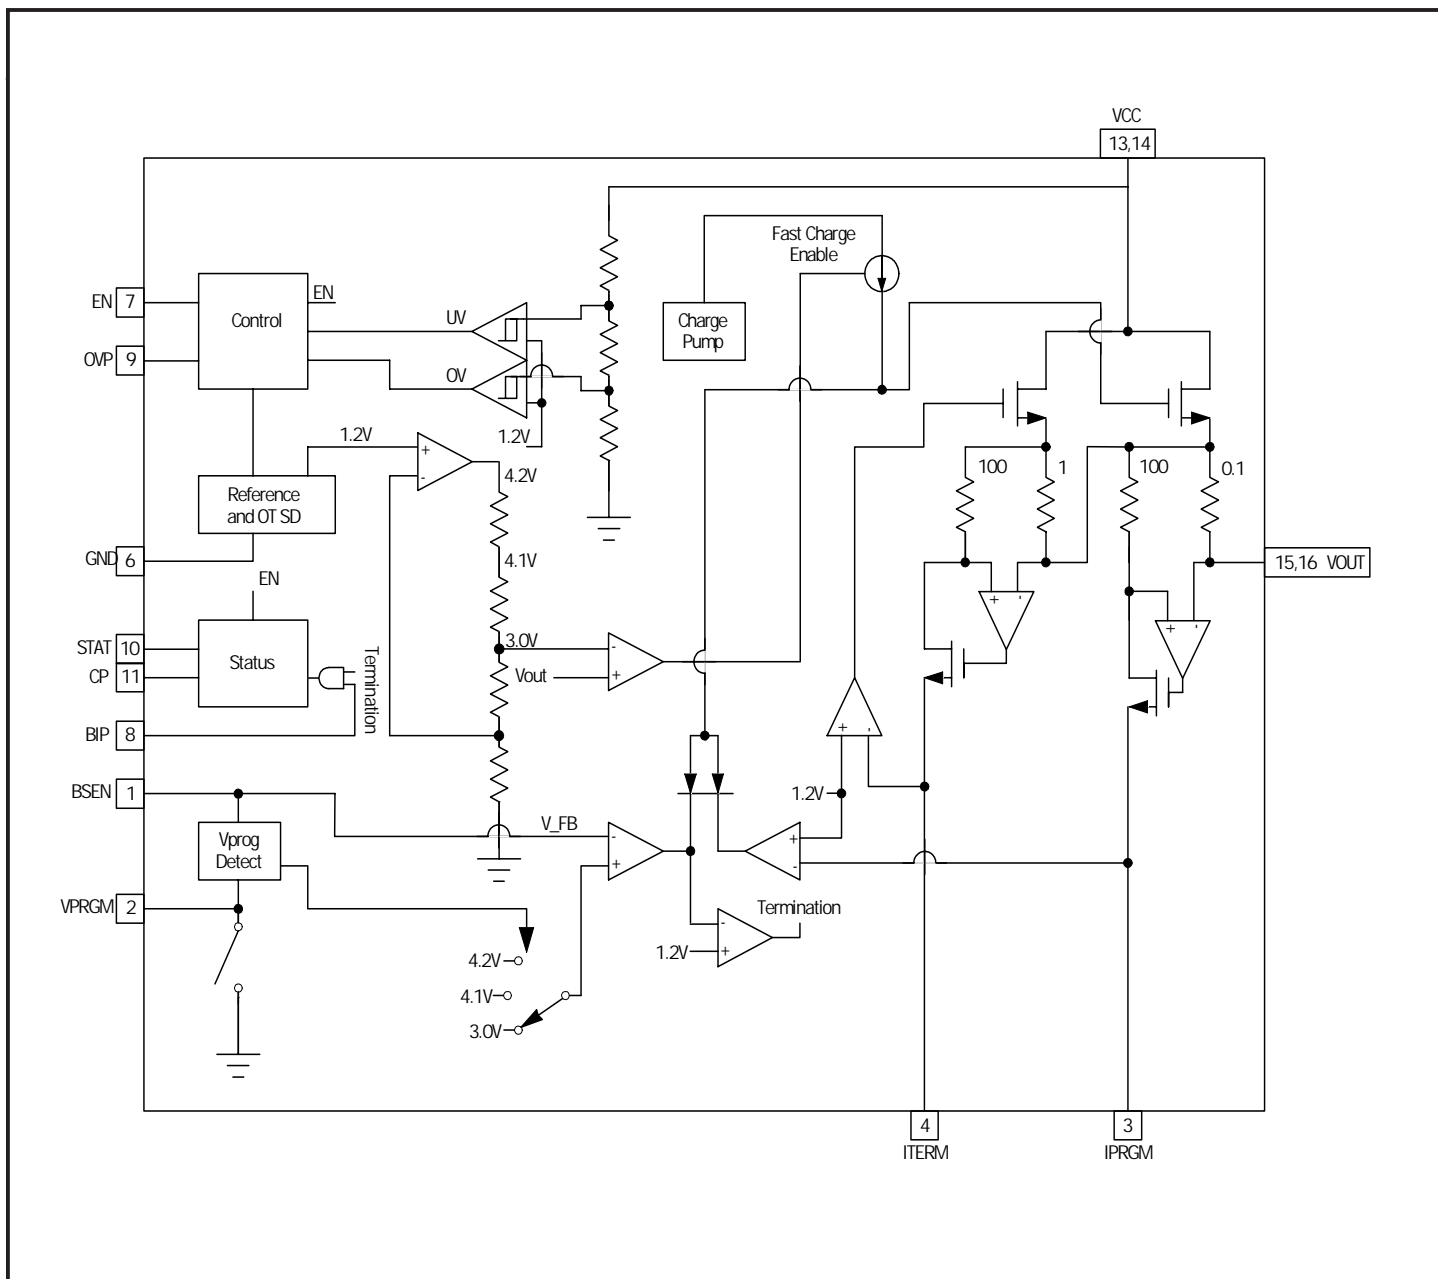 VCC
13,14
Fast Charge
Enable
EN 7
EN
Control
UV
Charge
Pump
OVP 9
OV
1.2V
1.2V
+
-
4.2V
100
1
100
0.1
Reference
and OT SD
4.1V
GND 6
15,16 VOUT
EN
+
-
+
-
STAT 10
Status
Termination
3.0V
-
CP 11
Vout
+
BIP 8
+
-
BSEN 1
1.2V
V_FB
-
+
+
-
Vprog
Detect
VPRGM 2
Termination
-
1.2V
+
4.2V
4.1V
3.0V
4
3
ITERM
IPRGM